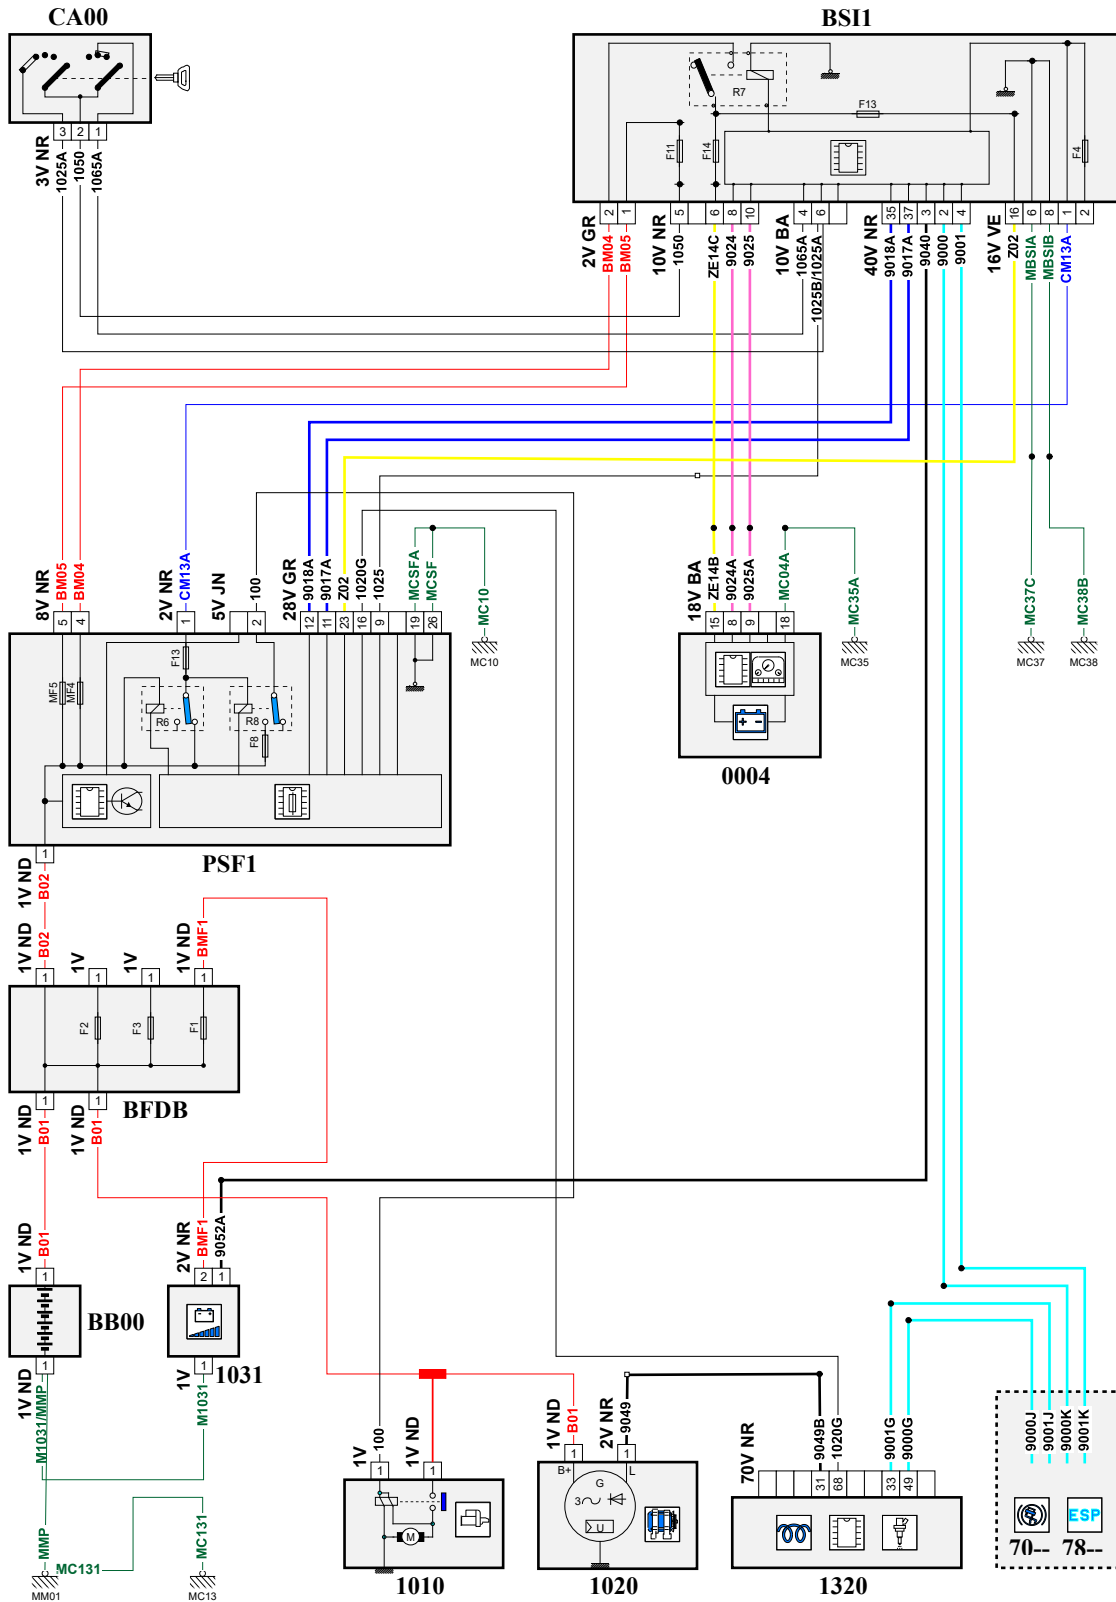 CA00
BSI1
R7
F13
F11
F14
F4
3 2 1
3V NR
1025A
1050
1065A
2 1
5
6 8 10
4 6
35 37 3 2 4
16 6 8 1 2
2V GR
BM04
BM05
10V NR
1050
ZE14C
9024
9025
10V BA
1065A
1025B/1025A
40V NR
9018A
9017A
9040
9000
9001
16V VE
Z02
MBSIA
MBSIB
CM13A
8V NR
BM05
BM04
2V NR
CM13A
5V JN
100
28V GR
9018A
9017A
Z02
1020G
1025
MCSFA
MCSF
MC10
18V BA
ZE14B
9024A
9025A
MC04A
MC35A
MC37C
MC38B
5 4
1
2
12 11 23 16 9 19 26
15 8 9 18
MC10
MC35
MC37
MC38
F13
MF5
MF4
R6
R8
F8
0004
PSF1
1
1V ND
B02
1V ND
B02
1V
1V
1V ND
BMF1
1 1 1 1
F2
F3
F1
1 1
BFDB
1V ND
B01
1V ND
B01
1V ND
B01
2V NR
BMF1
9052A
1
2 1
BB00
1031
1
1
1V ND
M1031/MMP
1V
M1031
MMP
MC131
MC131
MM01
MC13
1V
100
1V ND
1 1
M
1010
1V ND
B01
2V NR
9049
1 1
B+
L
G
3
U
1020
70V NR
9049B
1020G
9001G
9000G
31 68 33 49
1320
9000J
9001J
9000K
9001K
ESP
70--
78--